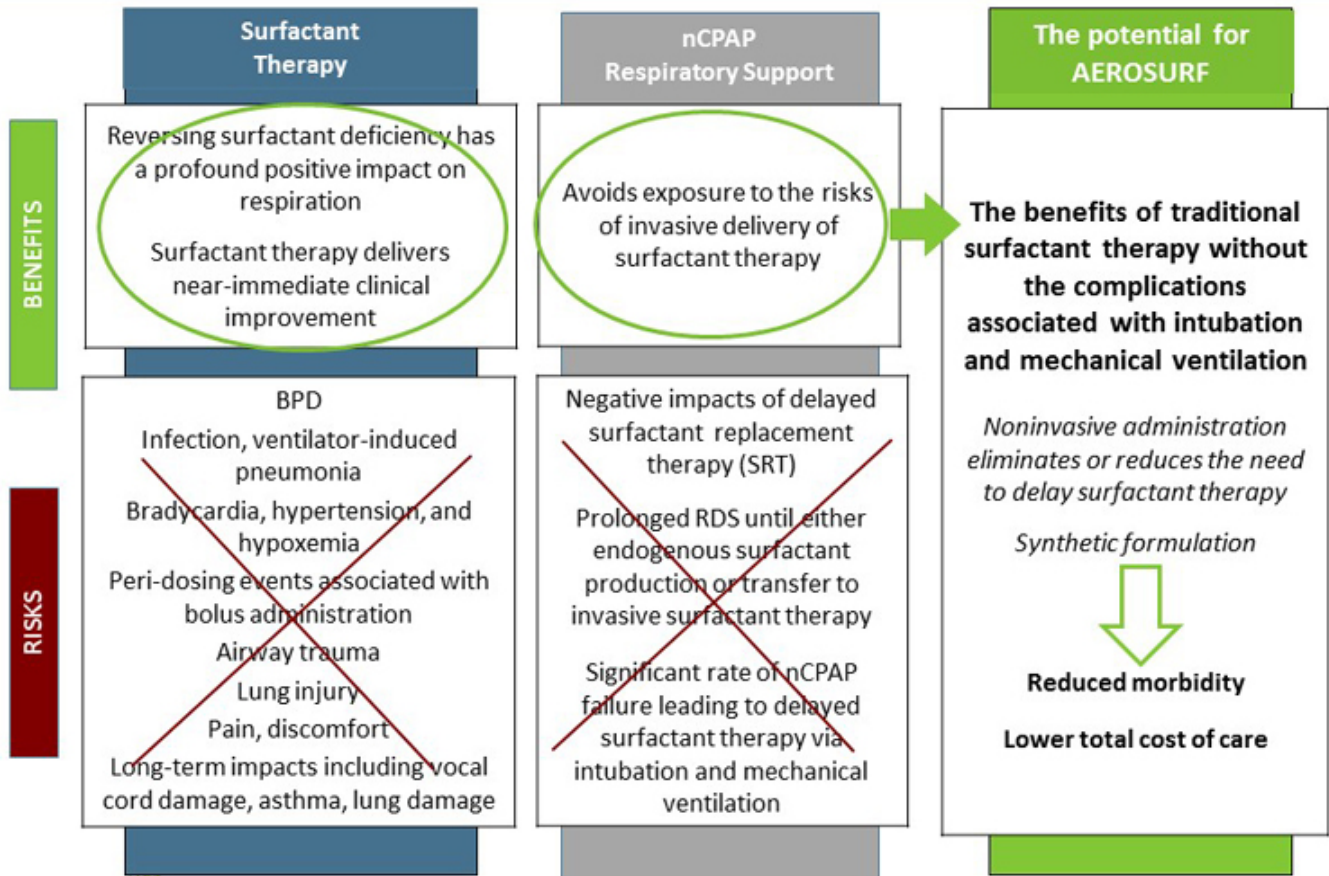 Surfactant
Therapy
nCPAP
Respiratory Support
The potential for
AEROSURF
BENEFITS
Reversing surfactant deficiency has
a profound positive impact on
respiration
Surfactant therapy delivers
near-immediate clinical
improvement
Avoids exposure to the risks
of invasive delivery of
surfactant therapy
RISKS
BPD
Infection, ventilator-induced
pneumonia
Bradycardia, hypertension, and
hypoxemia
Peri-dosing events associated with
bolus administration
Airway trauma
Lung injury
Pain, discomfort
Long-term impacts including vocal
cord damage, asthma, lung damage
Negative impacts of delayed
surfactant replacement
therapy (SRT)
Prolonged RDS until either
endogenous surfactant
production or transfer to
invasive surfactant therapy
Significant rate of nCPAP
failure leading to delayed
surfactant therapy via
intubation and mechanical
ventilation
The benefits of traditional
surfactant therapy without
the complications
associated with intubation
and mechanical ventilation
Noninvasive administration
eliminates or reduces the need
to delay surfactant therapy
Synthetic formulation
Reduced morbidity
Lower total cost of care